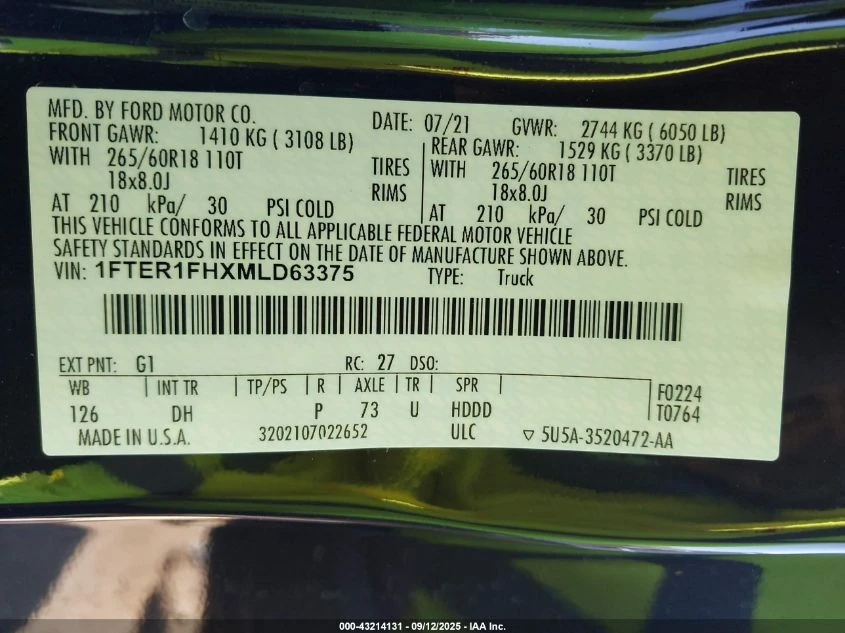 MFD. BY FORD MOTOR CO. DATE: 07/21 GVWR: 2744 KG ( 6050 LB)
FRONT GAWR: 1410 KG ( 3108 LB) REAR GAWR: 1529 KG ( 3370 LB)
WITH 265/60R18 110T TIRES WITH 265/60R18 110T TIRES
18x8.0J RIMS 18x8.0J RIMS
AT 210 kPa/ 30 PSI COLD AT 210 kPa/ 30 PSI COLD
THIS VEHICLE CONFORMS TO ALL APPLICABLE FEDERAL MOTOR VEHICLE
SAFETY STANDARDS IN EFFECT ON THE DATE OF MANUFACTURE SHOWN ABOVE.
VIN: 1FTER1FHXMLD63375 TYPE: Truck
EXT PNT: G1 RC: 27 DSO:
WB INT TR TP/PS R AXLE TR SPR F0224
126 DH P 73 U HDDD T0764
MADE IN U.S.A. 3202107022652 ULC ▽ 5U5A-3520472-AA
000-43214131 - 09/12/2025 - IAA Inc.